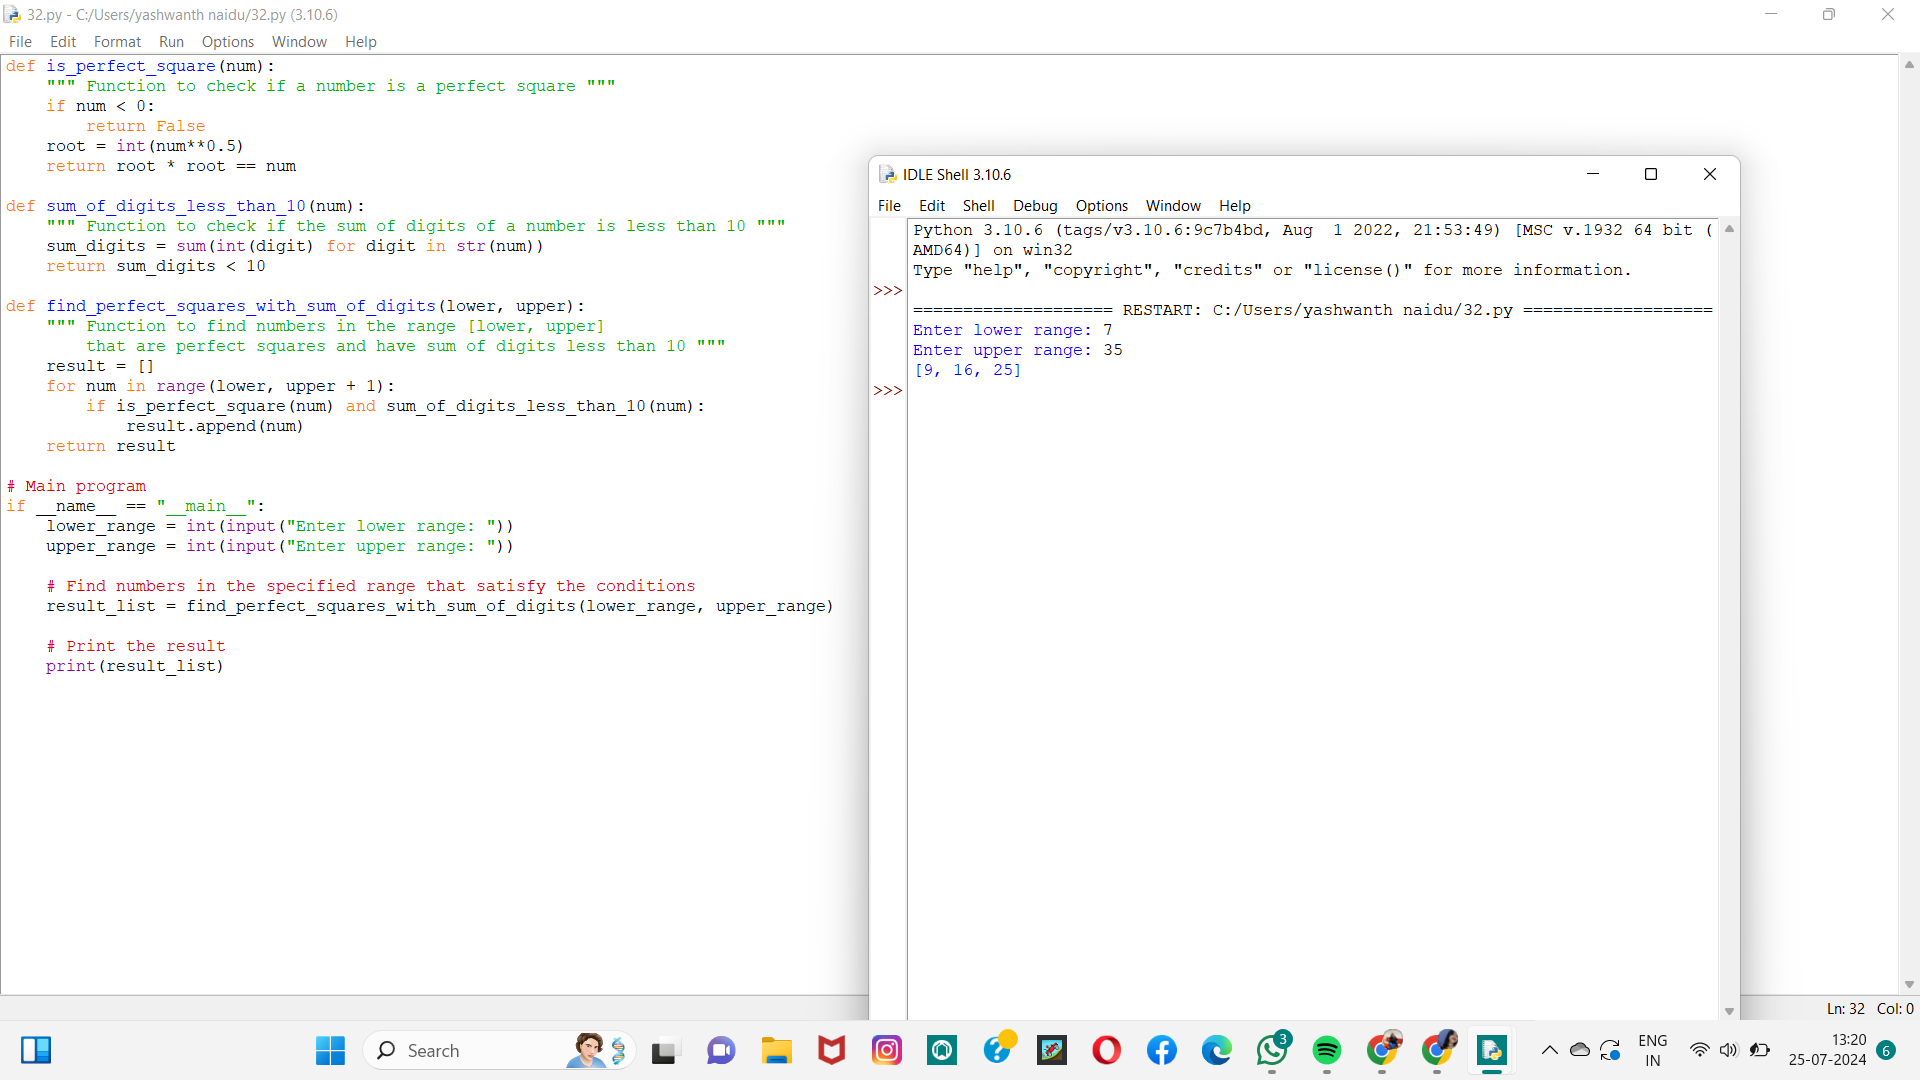 32.py - C:/Users/yashwanth naidu/32.py (3.10.6)
File Edit Format Run Options Window Help
def is_perfect_square(num):
    """ Function to check if a number is a perfect square """
    if num < 0:
        return False
    root = int(num**0.5)
    return root * root == num

def sum_of_digits_less_than_10(num):
    """ Function to check if the sum of digits of a number is less than 10 """
    sum_digits = sum(int(digit) for digit in str(num))
    return sum_digits < 10

def find_perfect_squares_with_sum_of_digits(lower, upper):
    """ Function to find numbers in the range [lower, upper]
        that are perfect squares and have sum of digits less than 10 """
    result = []
    for num in range(lower, upper + 1):
        if is_perfect_square(num) and sum_of_digits_less_than_10(num):
            result.append(num)
    return result

# Main program
if __name__ == "__main__":
    lower_range = int(input("Enter lower range: "))
    upper_range = int(input("Enter upper range: "))

    # Find numbers in the specified range that satisfy the conditions
    result_list = find_perfect_squares_with_sum_of_digits(lower_range, upper_range)

    # Print the result
    print(result_list)
IDLE Shell 3.10.6
File Edit Shell Debug Options Window Help
Python 3.10.6 (tags/v3.10.6:9c7b4bd, Aug  1 2022, 21:53:49) [MSC v.1932 64 bit (
AMD64)] on win32
Type "help", "copyright", "credits" or "license()" for more information.
>>>
==================== RESTART: C:/Users/yashwanth naidu/32.py ===================
Enter lower range: 7
Enter upper range: 35
[9, 16, 25]
>>>
Ln: 32 Col: 0
Search
3
ENG
IN
13:20
25-07-2024
6